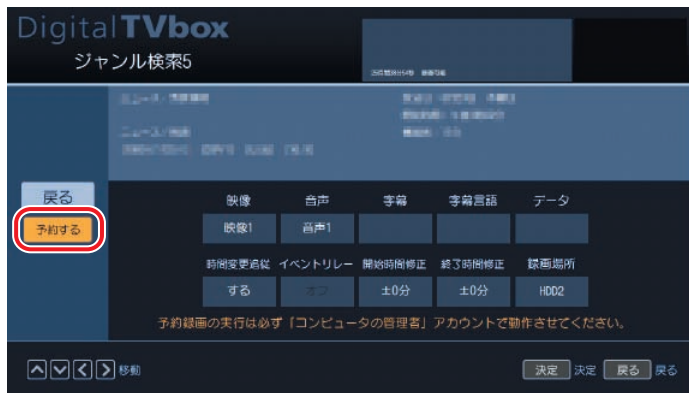 DigitalTVbox
ジャンル検索5
戻る
予約する
映像 音声 字幕 字幕言語 データ
映像1 音声1
時間変更追従 イベントリレー 開始時間修正 終了時間修正 録画場所
する オフ ±0分 ±0分 HDD2
予約録画の実行は必ず「コンピュータの管理者」アカウントで動作させてください。
移動 決定 決定 戻る 戻る